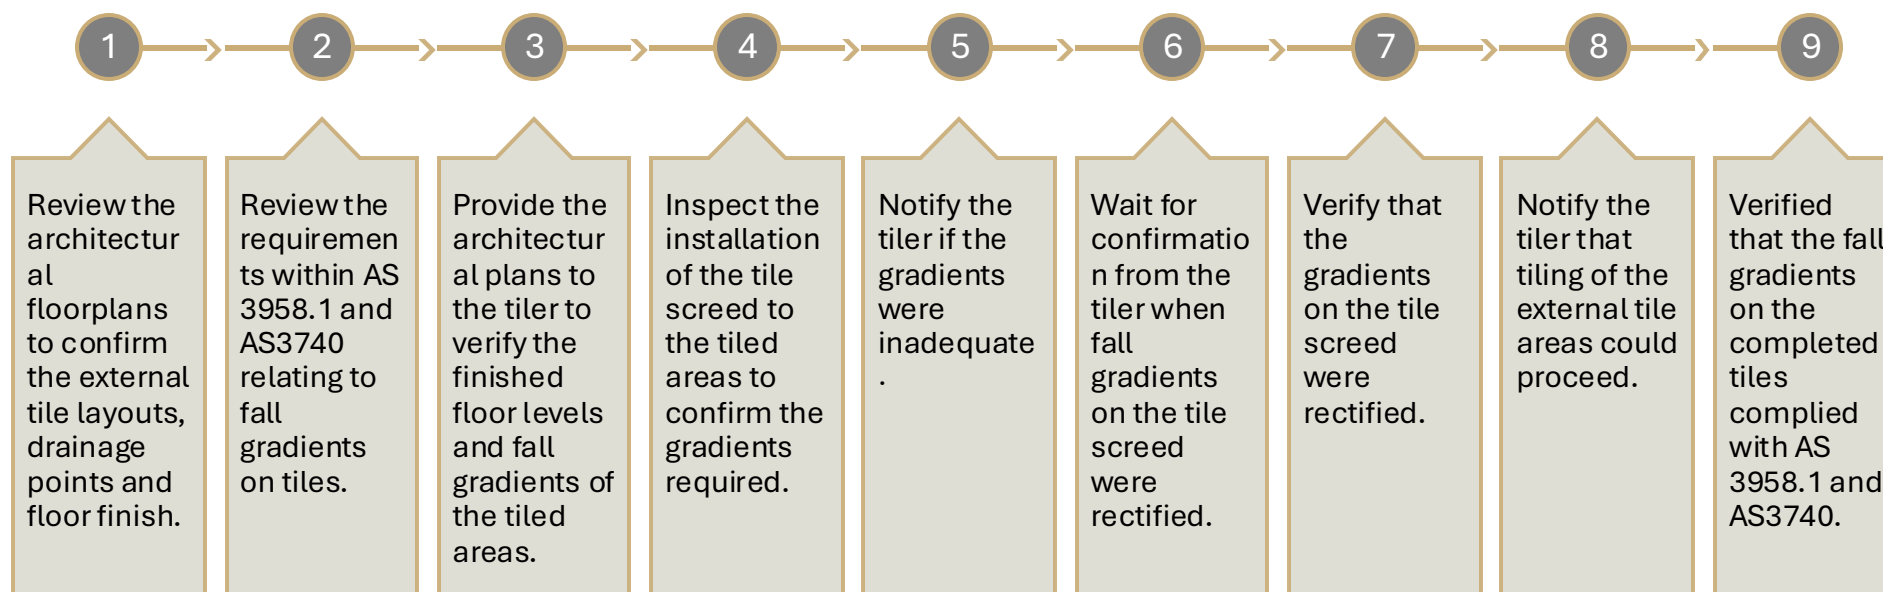 1
2
3
4
5
6
7
8
9
Review the
architectur
al
floorplans
to confirm
the external
tile layouts,
drainage
points and
floor finish.
Review the
requiremen
ts within AS
3958.1 and
AS3740
relating to
fall
gradients
on tiles.
Provide the
architectur
al plans to
the tiler to
verify the
finished
floor levels
and fall
gradients of
the tiled
areas.
Inspect the
installation
of the tile
screed to
the tiled
areas to
confirm the
gradients
required.
Notify the
tiler if the
gradients
were
inadequate
.
Wait for
confirmatio
n from the
tiler when
fall
gradients
on the tile
screed
were
rectified.
Verify that
the
gradients
on the tile
screed
were
rectified.
Notify the
tiler that
tiling of the
external tile
areas could
proceed.
Verified
that the fall
gradients
on the
completed
tiles
complied
with AS
3958.1 and
AS3740.